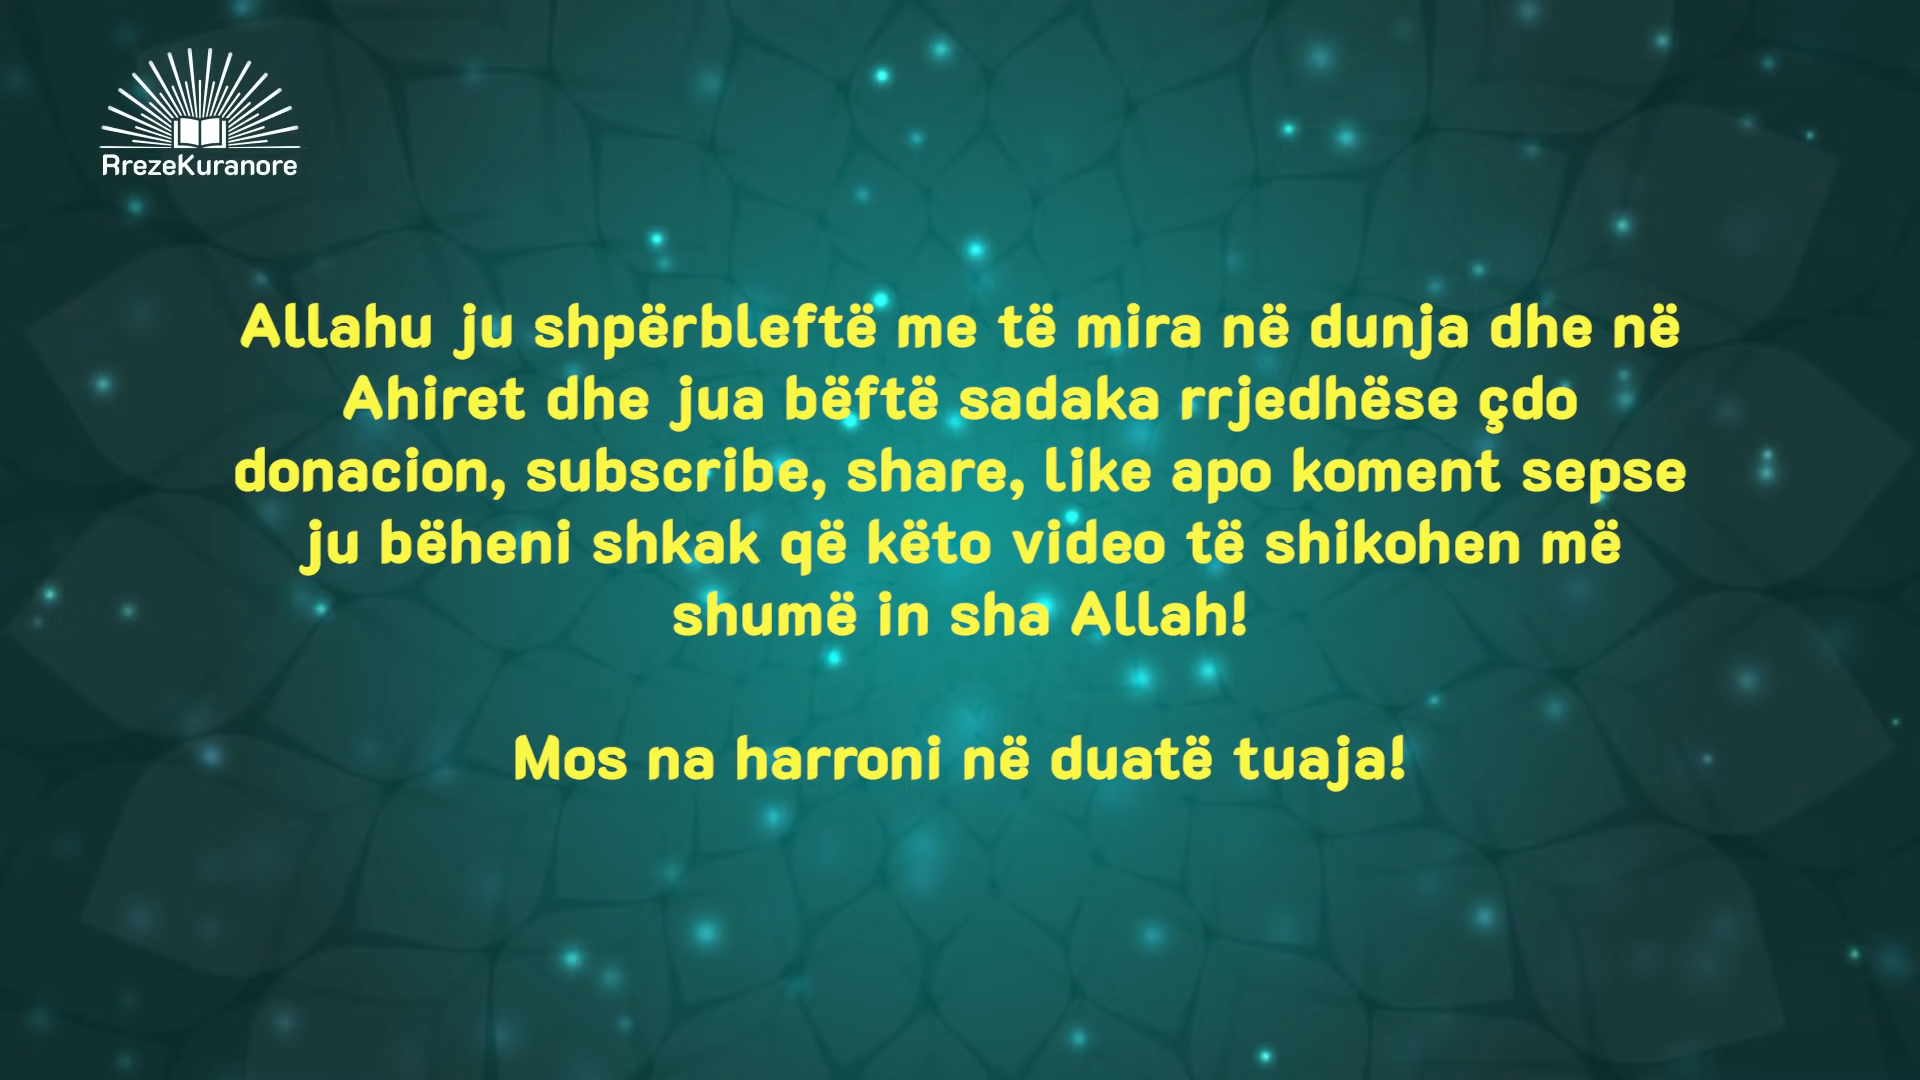 RrezeKuranore
Allahu ju shpërbleftë me të mira në dunja dhe në
Ahiret dhe jua bëftë sadaka rrjedhëse çdo
donacion, subscribe, share, like apo koment sepse
ju bëheni shkak që këto video të shikohen më
shumë in sha Allah!
Mos na harroni në duatë tuaja!